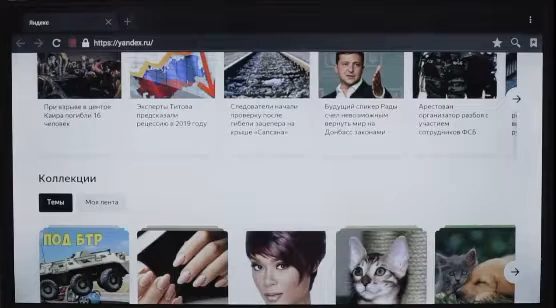 Яндекс
https://yandex.ru/
При взрыве в центре
Каира погибли 16
человек
Эксперты Титова
предсказали
рецессию в 2019 году
Следователи начали
проверку после
гибели зацепера на
крыше «Сапсана»
Будущий спикер Рады
счел невозможным
вернуть мир на
Донбасс законами
Арестован
организатор разбоя с
участием
сотрудников ФСБ
Коллекции
Темы
Моя лента
ПОД БТР